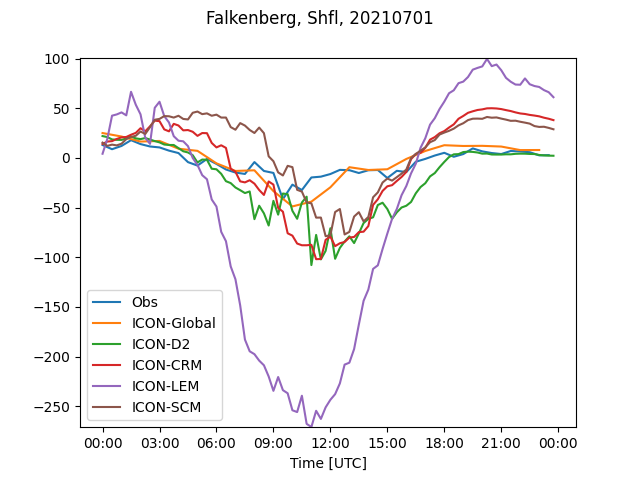 Falkenberg, Shfl, 20210701
100
50
0
−50
−100
−150
−200
−250
Obs
ICON-Global
ICON-D2
ICON-CRM
ICON-LEM
ICON-SCM
00:00 03:00 06:00 09:00 12:00 15:00 18:00 21:00 00:00
Time [UTC]